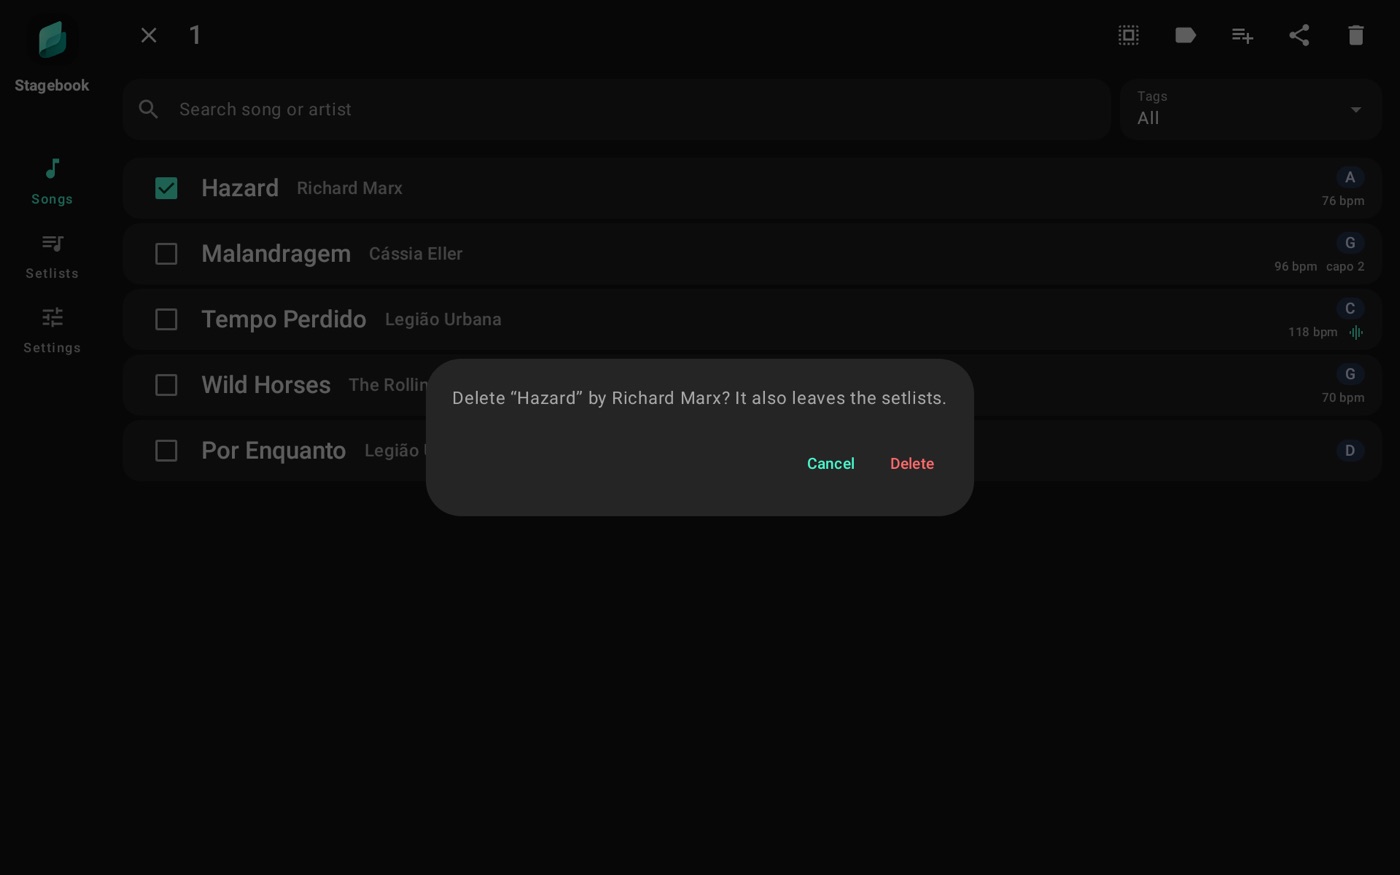 Stagebook
1
Search song or artist
Tags
All
Songs
Setlists
Settings
Hazard Richard Marx
A
76 bpm
Malandragem Cássia Eller
G
96 bpm capo 2
Tempo Perdido Legião Urbana
C
118 bpm
Wild Horses The
G
70 bpm
Por Enquanto Legião
D
Delete “Hazard” by Richard Marx? It also leaves the setlists.
Cancel Delete